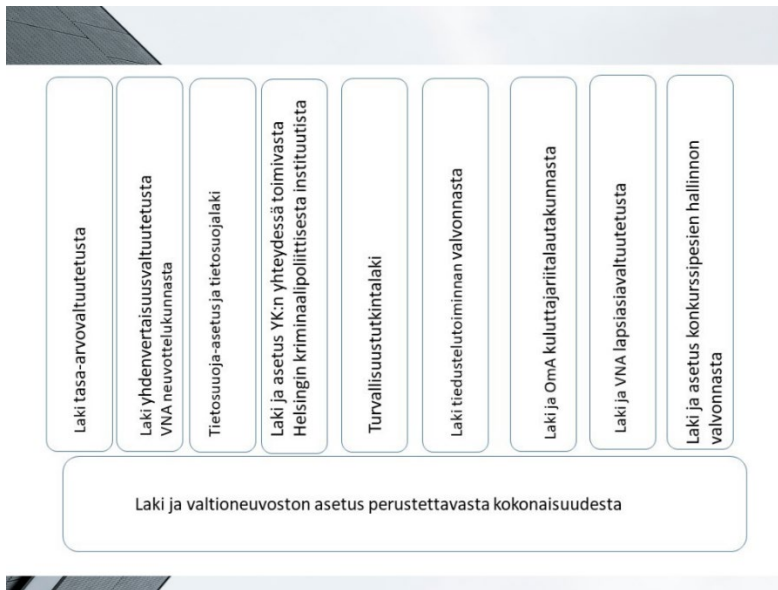 Laki tasa-arvovaltuutetusta
Laki yhdenvertaisuusvaltuutetusta
VNA neuvottelukunnasta
Tietosuuoja-asetus ja tietosuojalaki
Laki ja asetus YK:n yhteydessä toimivasta
Helsingin kriminaalipoliittisesta instituutista
Turvallisuustutkintalaki
Laki tiedustelutoiminnan valvonnasta
Laki ja OmA kuluttajariitalautakunnasta
Laki ja VNA lapsiasiavaltuutetusta
Laki ja asetus konkurssipesien hallinnon
valvonnasta
Laki ja valtioneuvoston asetus perustettavasta kokonaisuudesta